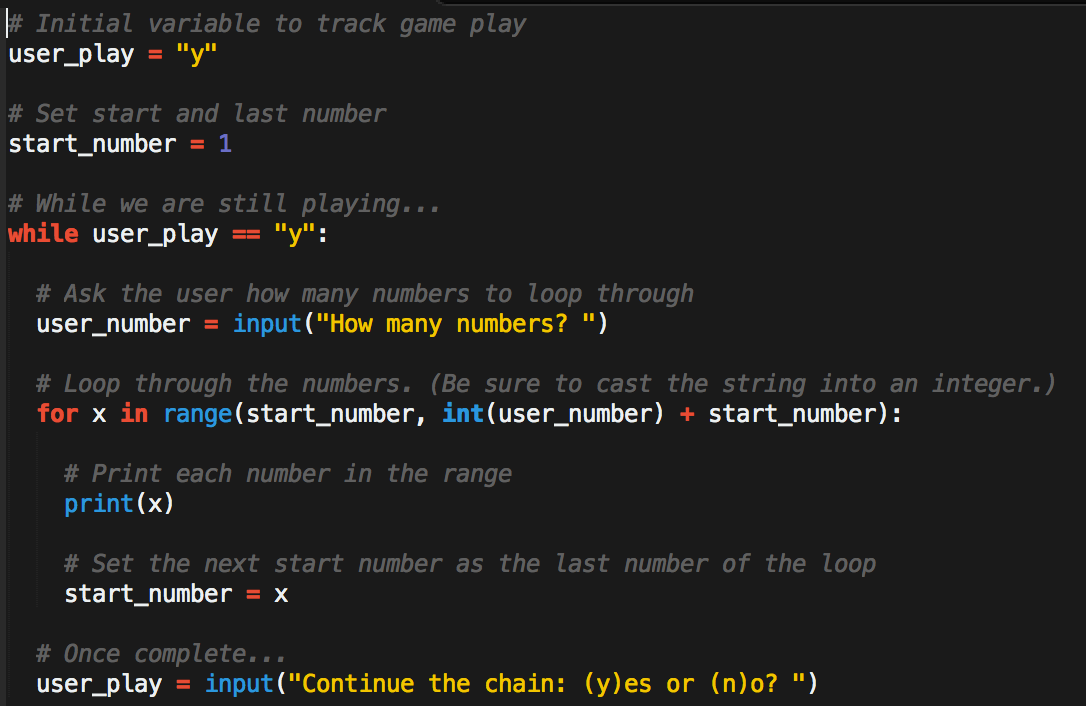 # Initial variable to track game play
user_play = "y"

# Set start and last number
start_number = 1

# While we are still playing...
while user_play == "y":

  # Ask the user how many numbers to loop through
  user_number = input("How many numbers? ")

  # Loop through the numbers. (Be sure to cast the string into an integer.)
  for x in range(start_number, int(user_number) + start_number):

    # Print each number in the range
    print(x)

    # Set the next start number as the last number of the loop
    start_number = x

  # Once complete...
  user_play = input("Continue the chain: (y)es or (n)o? ")